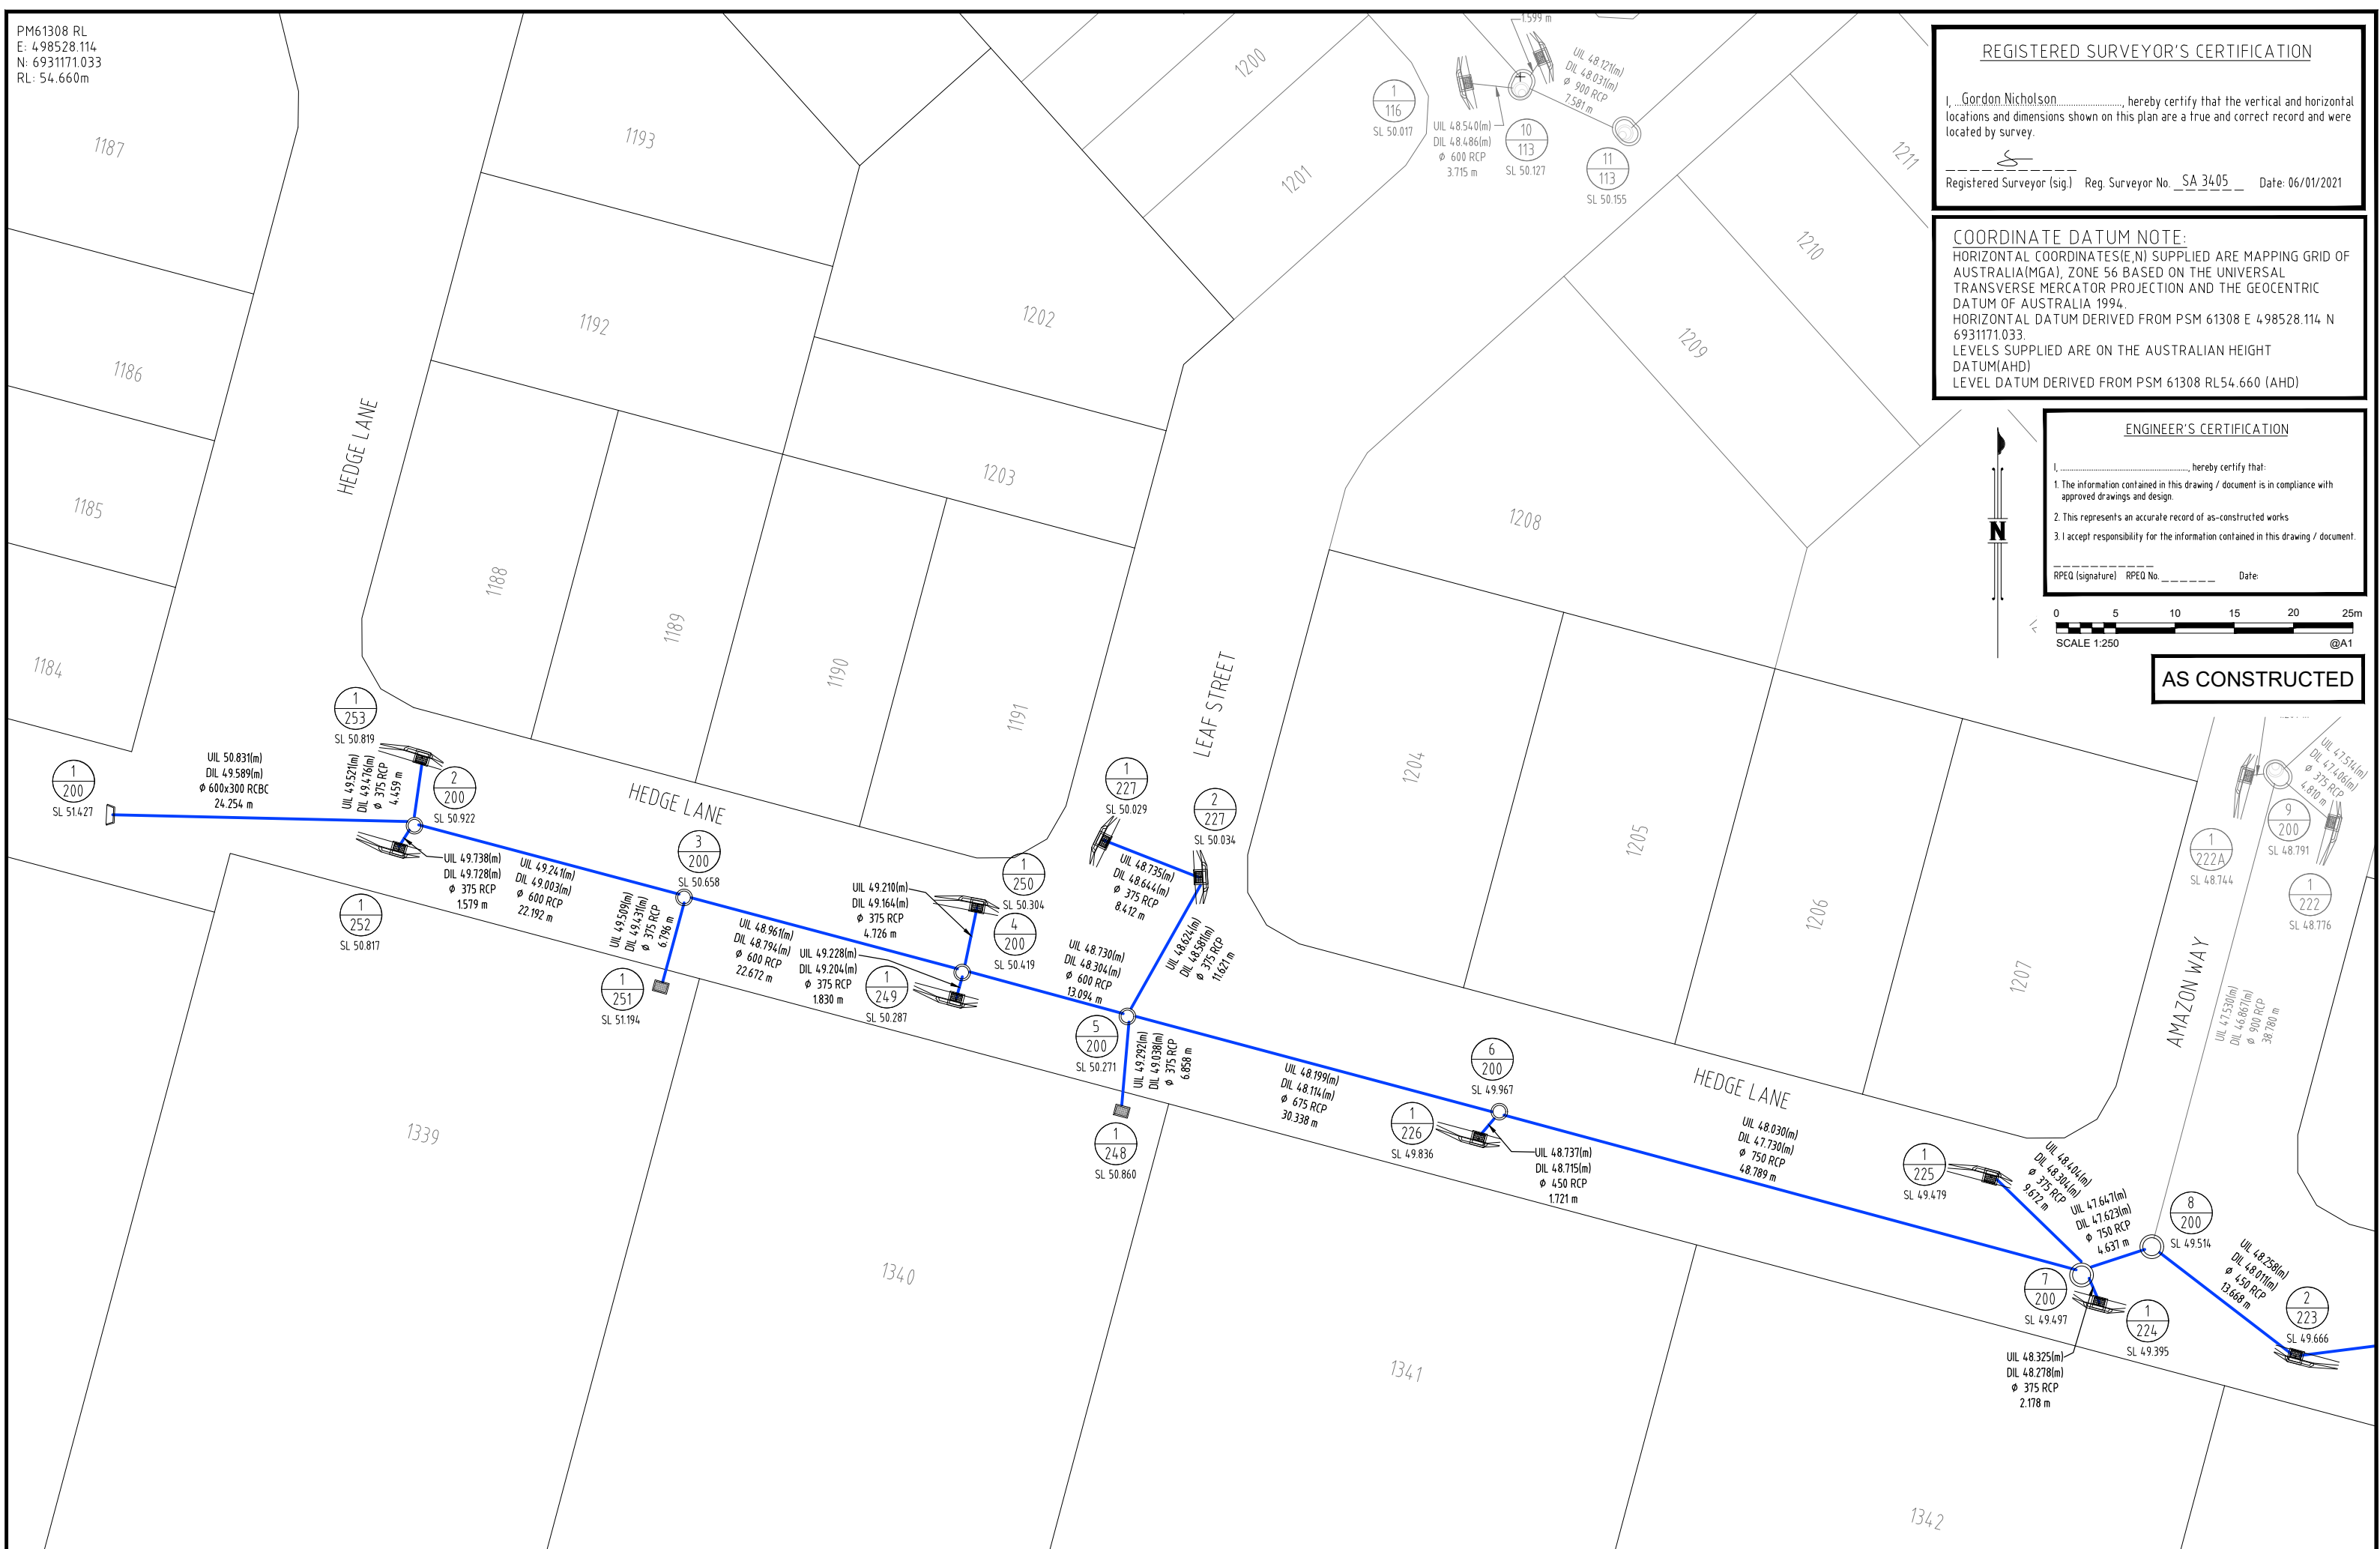 PM61308 RL
E: 498528.114
N: 6931171.033
RL: 54.660m
REGISTERED SURVEYOR'S CERTIFICATION
I, Gordon Nicholson, hereby certify that the vertical and horizontal
locations and dimensions shown on this plan are a true and correct record and were
located by survey.
Registered Surveyor (sig.) Reg. Surveyor No. SA 3405 Date: 06/01/2021
COORDINATE DATUM NOTE:
HORIZONTAL COORDINATES(E,N) SUPPLIED ARE MAPPING GRID OF
AUSTRALIA(MGA), ZONE 56 BASED ON THE UNIVERSAL
TRANSVERSE MERCATOR PROJECTION AND THE GEOCENTRIC
DATUM OF AUSTRALIA 1994.
HORIZONTAL DATUM DERIVED FROM PSM 61308 E 498528.114 N
6931171.033.
LEVELS SUPPLIED ARE ON THE AUSTRALIAN HEIGHT
DATUM(AHD)
LEVEL DATUM DERIVED FROM PSM 61308 RL54.660 (AHD)
ENGINEER'S CERTIFICATION
I, ........................, hereby certify that:
1. The information contained in this drawing / document is in compliance with
approved drawings and design.
2. This represents an accurate record of as-constructed works
3. I accept responsibility for the information contained in this drawing / document.
RPEQ (signature) RPEQ No. Date:
N
0 5 10 15 20 25m
SCALE 1:250 @A1
AS CONSTRUCTED
1187
1186
1185
1184
1193
1192
1188
1189
1190
1191
1200
1201
1202
1203
1211
1210
1209
1208
1204
1205
1206
1207
1339
1340
1341
1342
HEDGE LANE
HEDGE LANE
LEAF STREET
HEDGE LANE
AMAZON WAY
1.599 m
1
116
SL 50.017
UIL 48.540(m)
DIL 48.486(m)
φ 600 RCP
3.715 m
10
113
SL 50.127
UIL 48.121(m)
DIL 48.031(m)
φ 900 RCP
7.581 m
11
113
SL 50.155
1
200
SL 51.427
UIL 50.831(m)
DIL 49.589(m)
φ 600x300 RCBC
24.254 m
1
253
SL 50.819
UIL 49.521(m)
DIL 49.476(m)
φ 375 RCP
4.459 m
2
200
SL 50.922
UIL 49.738(m)
DIL 49.728(m)
φ 375 RCP
1.579 m
1
252
SL 50.817
UIL 49.241(m)
DIL 49.003(m)
φ 600 RCP
22.192 m
3
200
SL 50.658
UIL 49.509(m)
DIL 49.431(m)
φ 375 RCP
6.796 m
1
251
SL 51.194
UIL 48.961(m)
DIL 48.794(m)
φ 600 RCP
22.672 m
UIL 49.210(m)
DIL 49.164(m)
φ 375 RCP
4.726 m
1
250
SL 50.304
4
200
SL 50.419
UIL 49.228(m)
DIL 49.204(m)
φ 375 RCP
1.830 m
1
249
SL 50.287
UIL 48.730(m)
DIL 48.304(m)
φ 600 RCP
13.094 m
1
227
SL 50.029
2
227
SL 50.034
UIL 48.735(m)
DIL 48.644(m)
φ 375 RCP
8.412 m
UIL 48.624(m)
DIL 48.581(m)
φ 375 RCP
11.621 m
5
200
SL 50.271
UIL 49.292(m)
DIL 49.038(m)
φ 375 RCP
6.858 m
1
248
SL 50.860
UIL 48.199(m)
DIL 48.114(m)
φ 675 RCP
30.338 m
6
200
SL 49.967
1
226
SL 49.836
UIL 48.737(m)
DIL 48.715(m)
φ 450 RCP
1.721 m
UIL 48.030(m)
DIL 47.730(m)
φ 750 RCP
48.789 m
1
225
SL 49.479
UIL 48.404(m)
DIL 48.304(m)
φ 375 RCP
9.672 m
UIL 47.647(m)
DIL 47.623(m)
φ 750 RCP
4.637 m
7
200
SL 49.497
8
200
SL 49.514
1
224
SL 49.395
UIL 48.325(m)
DIL 48.278(m)
φ 375 RCP
2.178 m
UIL 48.258(m)
DIL 48.011(m)
φ 450 RCP
13.668 m
2
223
SL 49.666
UIL 47.530(m)
DIL 46.867(m)
φ 900 RCP
38.780 m
UIL 47.514(m)
DIL 47.406(m)
φ 375 RCP
4.810 m
9
200
SL 48.791
1
222A
SL 48.744
1
222
SL 48.776